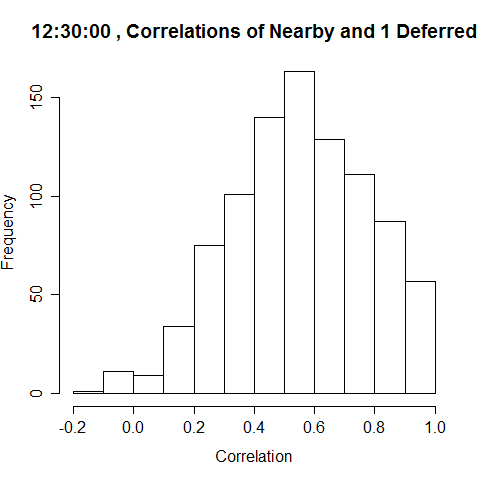 12:30:00 , Correlations of Nearby and 1 Deferred
150
100
50
0
Frequency
-0.2 0.0 0.2 0.4 0.6 0.8 1.0
Correlation